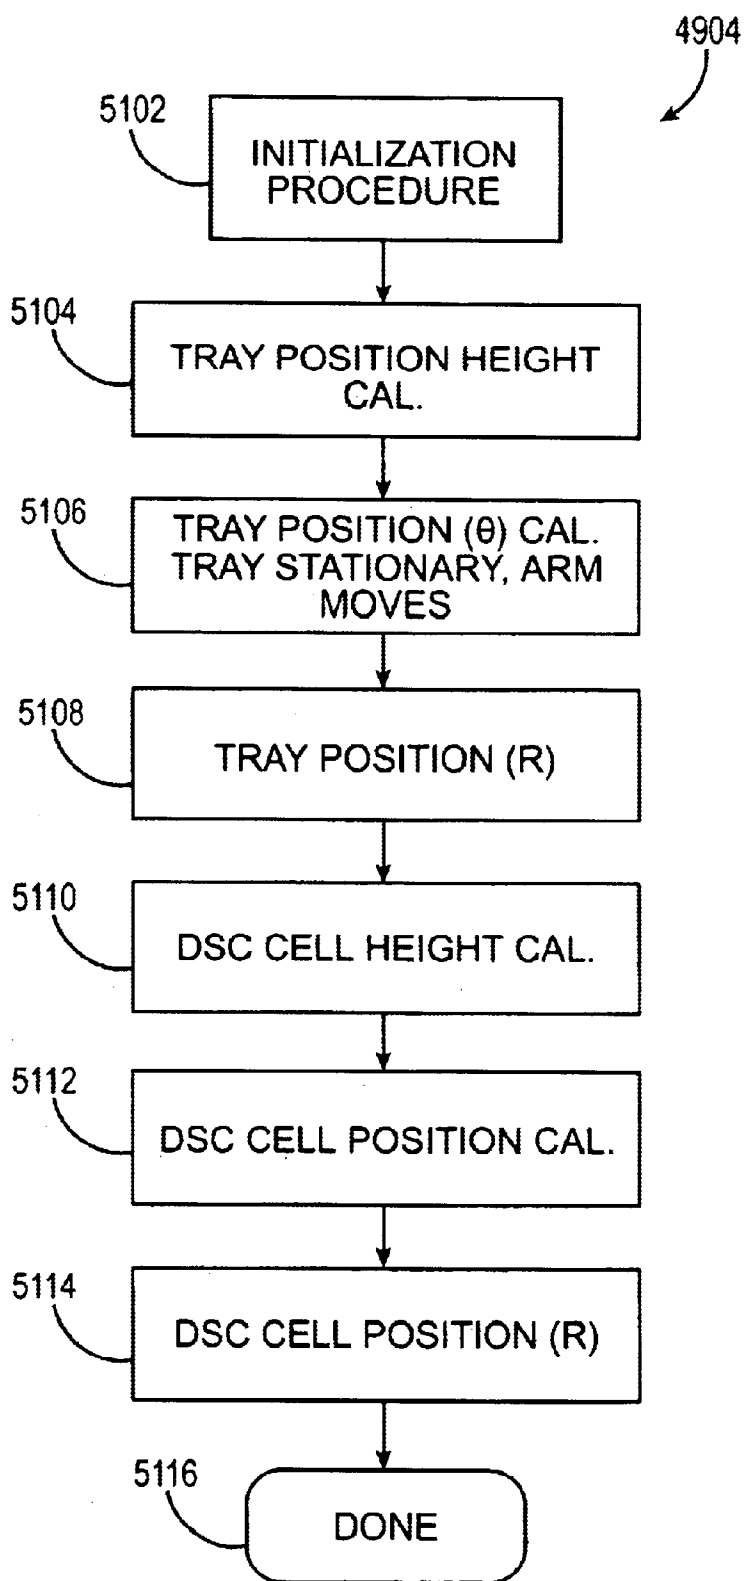 4904
5102
INITIALIZATION
PROCEDURE
5104
TRAY POSITION HEIGHT
CAL.
5106
TRAY POSITION (θ) CAL.
TRAY STATIONARY, ARM
MOVES
5108
TRAY POSITION (R)
5110
DSC CELL HEIGHT CAL.
5112
DSC CELL POSITION CAL.
5114
DSC CELL POSITION (R)
5116
DONE